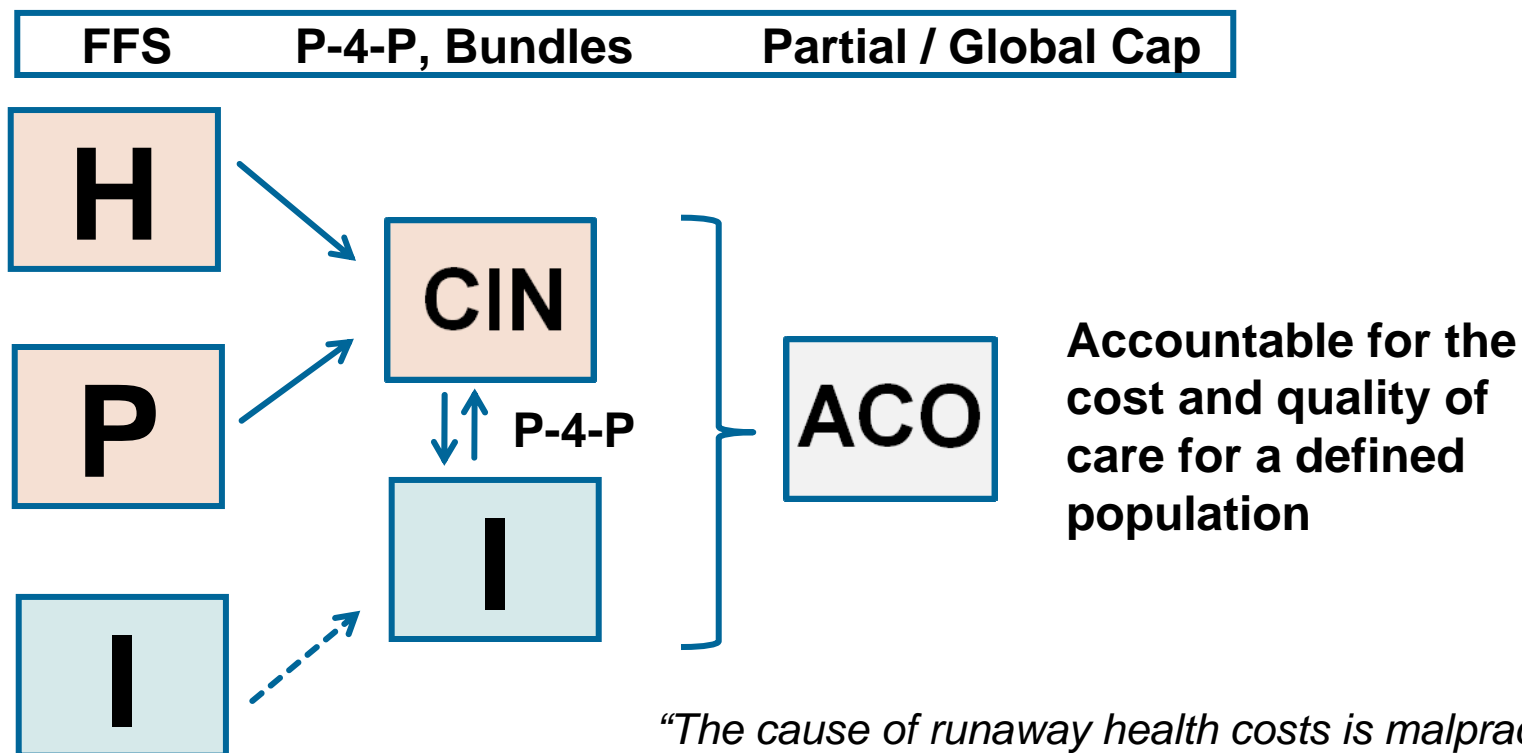 FFS P-4-P, Bundles Partial / Global Cap
H
CIN
P
P-4-P
I
I
ACO
Accountable for the
cost and quality of
care for a defined
population
“The cause of runaway health costs is